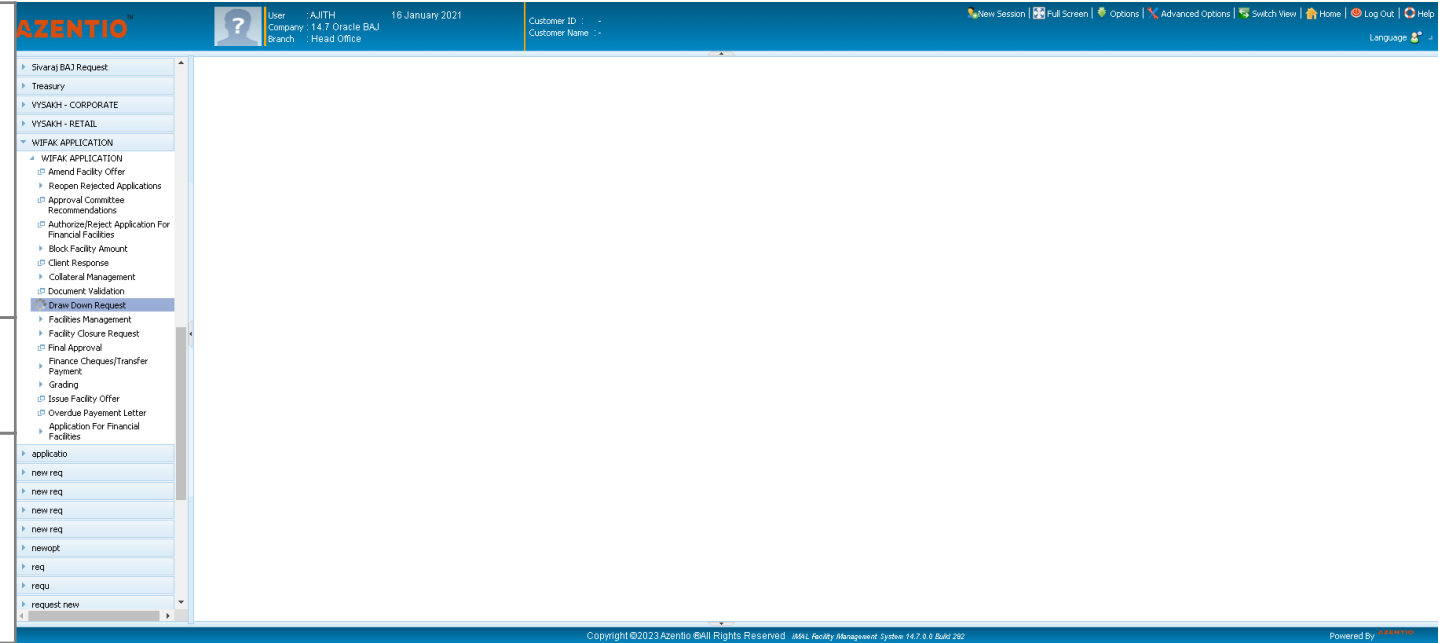 AZENTIO™
User : AJITH 16 January 2021
Company : 14.7 Oracle BAJ
Branch : Head Office
Customer ID : -
Customer Name : -
New Session | Full Screen | Options | Advanced Options | Switch View | Home | Log Out | Help
Language
Sivaraj BAJ Request
Treasury
VYSAKH - CORPORATE
VYSAKH - RETAIL
WIFAK APPLICATION
WIFAK APPLICATION
Amend Facility Offer
Reopen Rejected Applications
Approval Committee
Recommendations
Authorize/Reject Application For
Financial Facilities
Block Facility Amount
Client Response
Collateral Management
Document Validation
Draw Down Request
Facilities Management
Facility Closure Request
Final Approval
Finance Cheques/Transfer
Payment
Grading
Issue Facility Offer
Overdue Payement Letter
Application For Financial
Facilities
applicatio
new req
new req
new req
new req
newopt
req
requ
request new
Copyright ©2023 Azentio ®All Rights Reserved iMAL Facility Management System 14.7.0.0 Build 292
Powered By AZENTIO